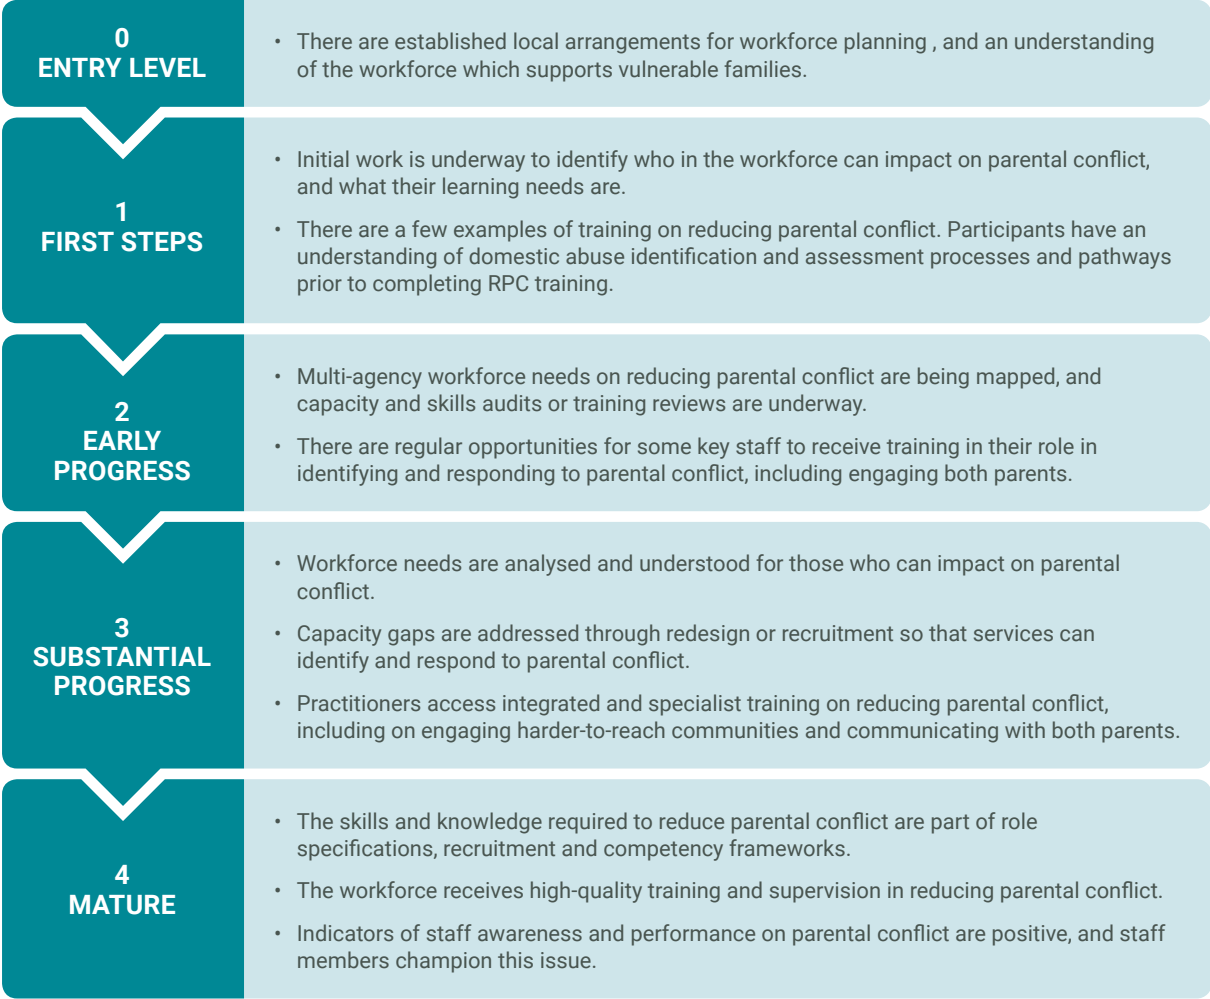 0
ENTRY LEVEL
• There are established local arrangements for workforce planning , and an understanding
of the workforce which supports vulnerable families.
1
FIRST STEPS
• Initial work is underway to identify who in the workforce can impact on parental conflict,
and what their learning needs are.
• There are a few examples of training on reducing parental conflict. Participants have an
understanding of domestic abuse identification and assessment processes and pathways
prior to completing RPC training.
2
EARLY
PROGRESS
• Multi-agency workforce needs on reducing parental conflict are being mapped, and
capacity and skills audits or training reviews are underway.
• There are regular opportunities for some key staff to receive training in their role in
identifying and responding to parental conflict, including engaging both parents.
3
SUBSTANTIAL
PROGRESS
• Workforce needs are analysed and understood for those who can impact on parental
conflict.
• Capacity gaps are addressed through redesign or recruitment so that services can
identify and respond to parental conflict.
• Practitioners access integrated and specialist training on reducing parental conflict,
including on engaging harder-to-reach communities and communicating with both parents.
4
MATURE
• The skills and knowledge required to reduce parental conflict are part of role
specifications, recruitment and competency frameworks.
• The workforce receives high-quality training and supervision in reducing parental conflict.
• Indicators of staff awareness and performance on parental conflict are positive, and staff
members champion this issue.